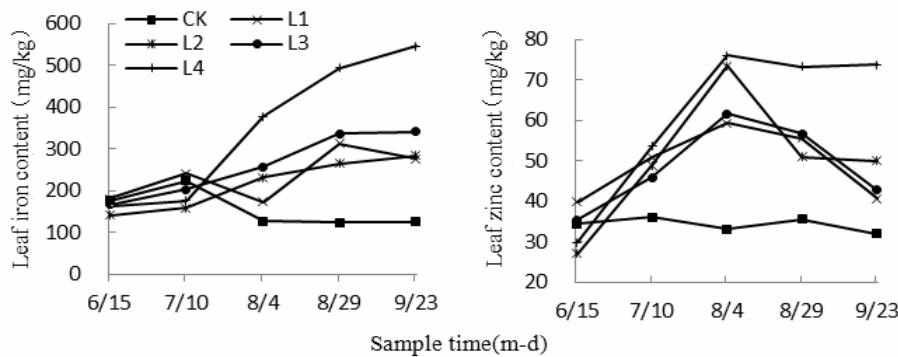 Leaf iron content (mg/kg)
600
500
400
300
200
100
0
CK
L1
L2
L3
L4
6/15 7/10 8/4 8/29 9/23
Leaf zinc content (mg/kg)
80
70
60
50
40
30
20
6/15 7/10 8/4 8/29 9/23
Sample time(m-d)